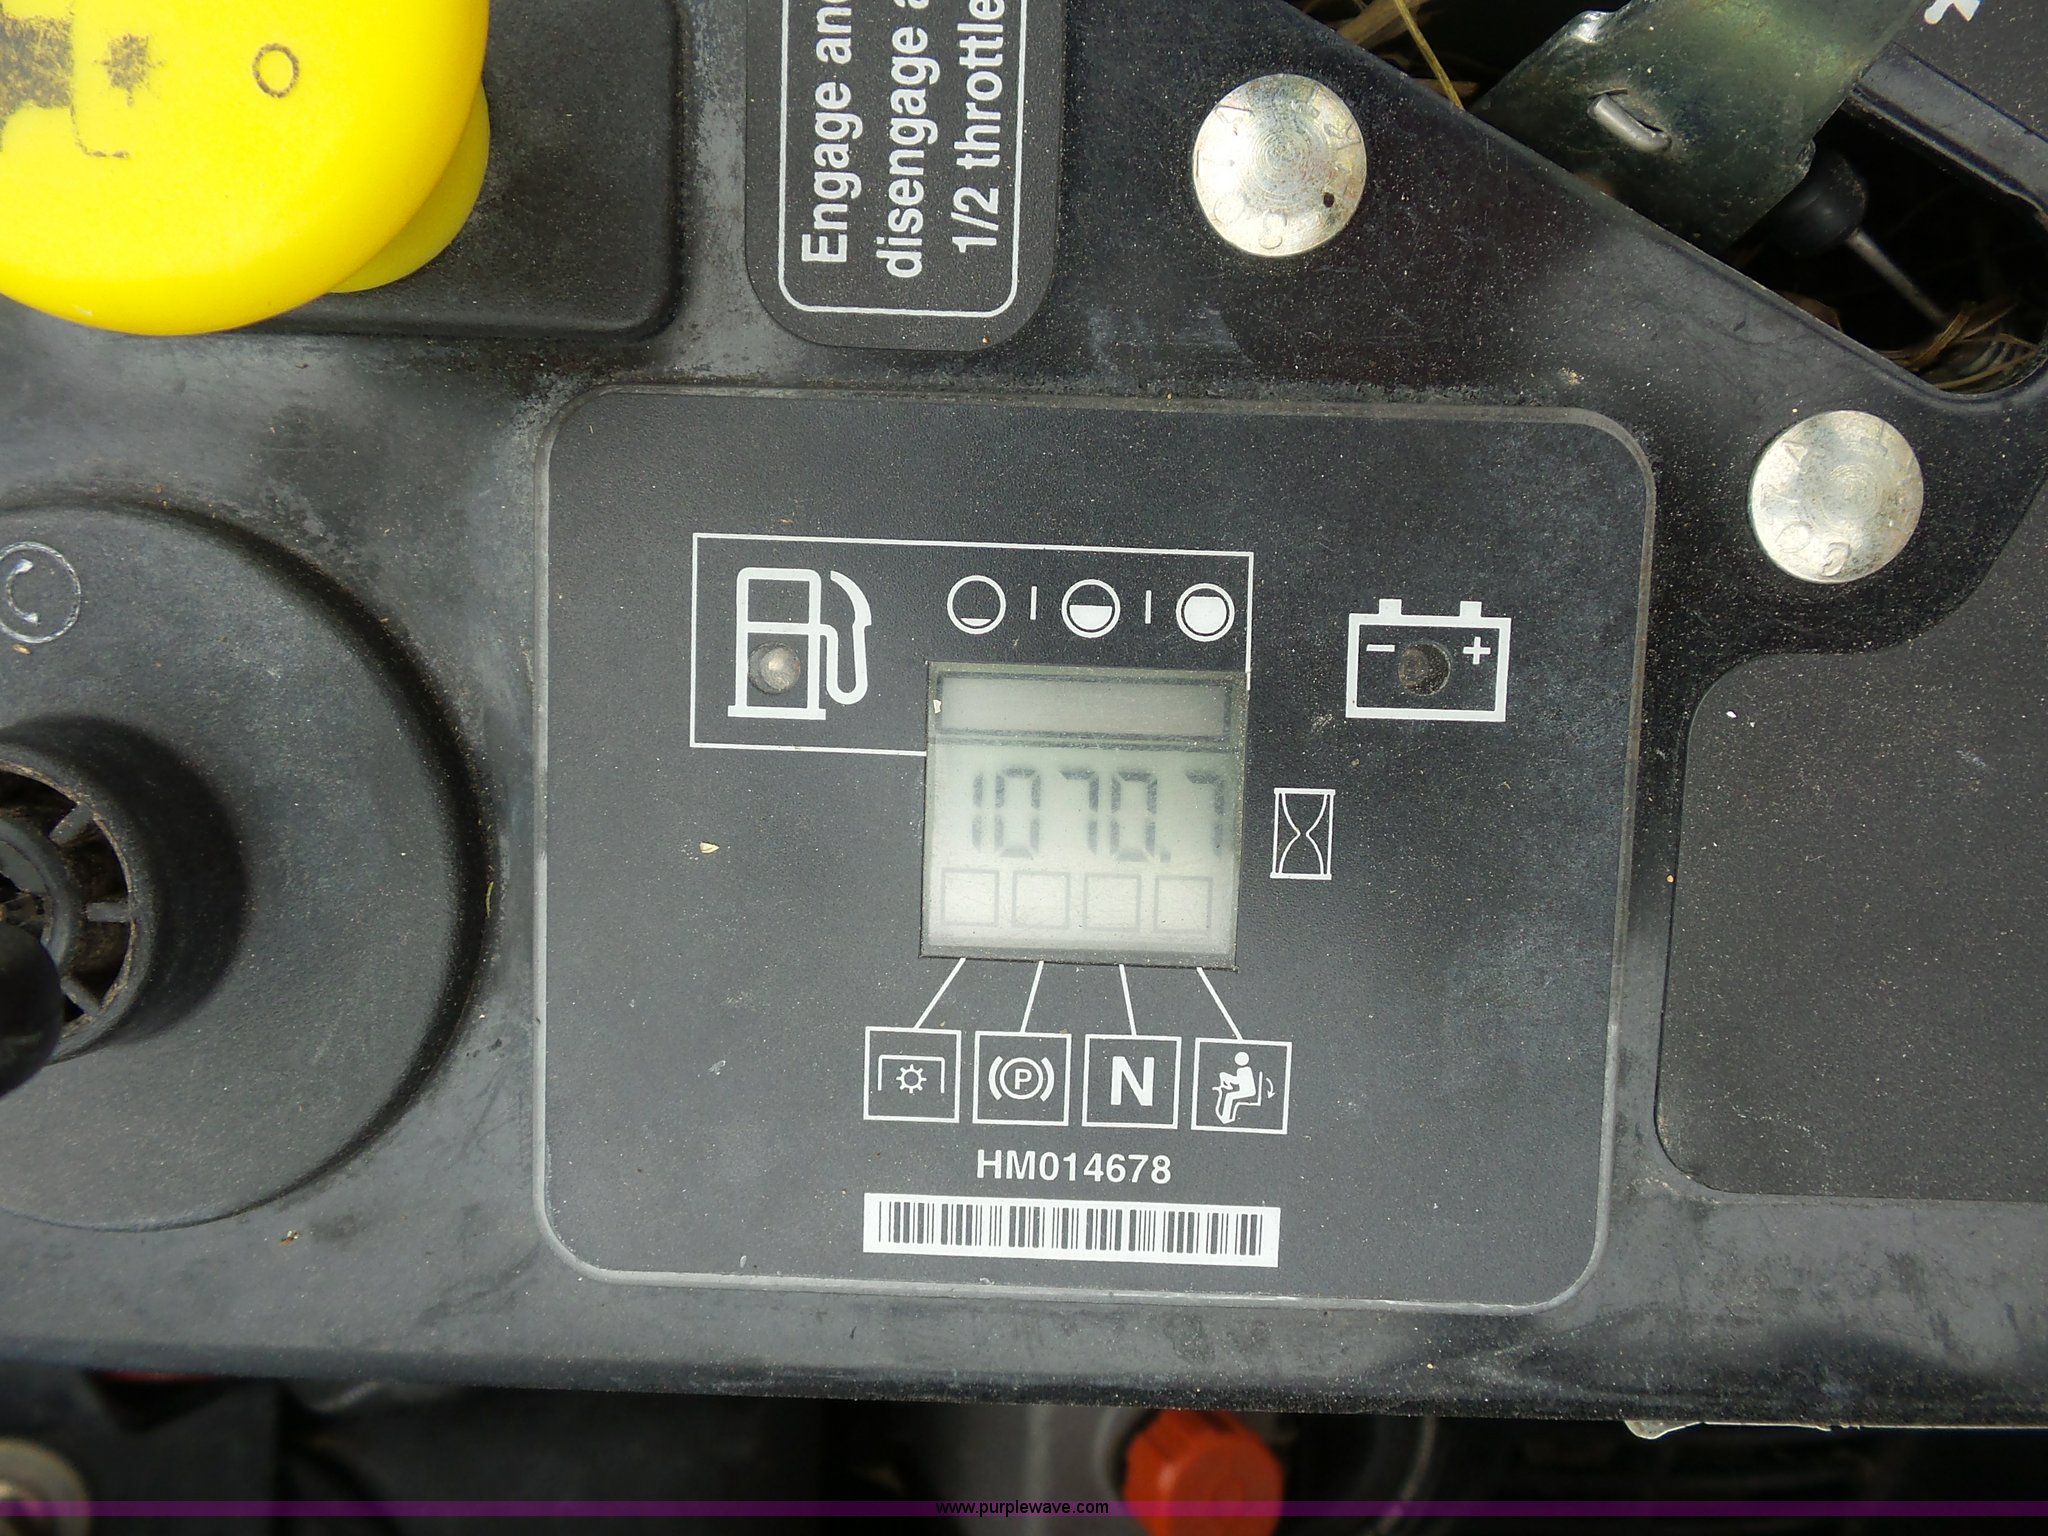 Engage and
disengage a
1/2 throttle
- +
1070.7
P
N
HM014678
www.purplewave.com